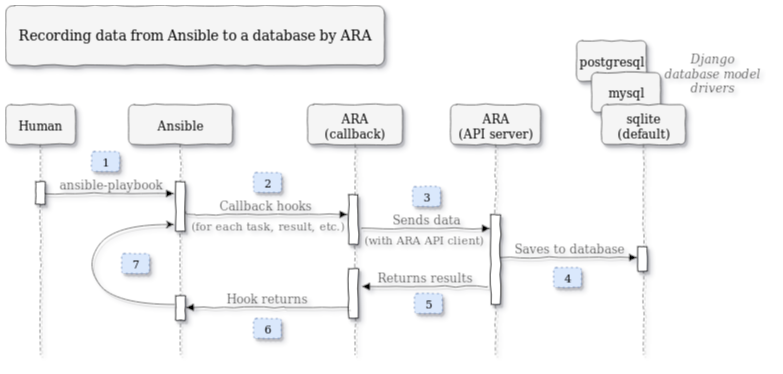 Recording data from Ansible to a database by ARA
postgresql
mysql
Django
database model
drivers
Human
Ansible
ARA
(callback)
ARA
(API server)
sqlite
(default)
1
ansible-playbook
2
Callback hooks
(for each task, result, etc.)
3
Sends data
(with ARA API client)
Saves to database
4
7
Returns results
5
Hook returns
6